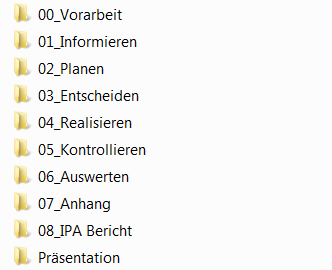 00_Vorarbeit
01_Informieren
02_Planen
03_Entscheiden
04_Realisieren
05_Kontrollieren
06_Auswerten
07_Anhang
08_IPA Bericht
Präsentation